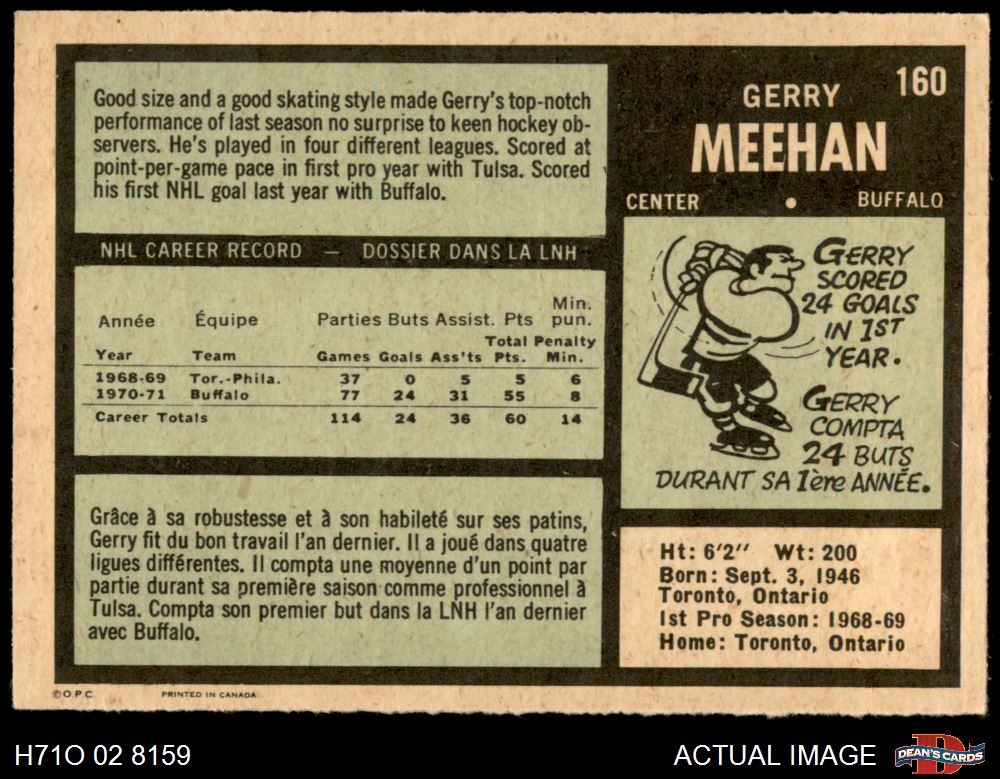 160
GERRY
MEEHAN
CENTER • BUFFALO
Good size and a good skating style made Gerry's top-notch
performance of last season no surprise to keen hockey ob-
servers. He's played in four different leagues. Scored at
point-per-game pace in first pro year with Tulsa. Scored
his first NHL goal last year with Buffalo.
NHL CAREER RECORD — DOSSIER DANS LA LNH
Min.
Année Équipe Parties Buts Assist. Pts pun.
Total Penalty
Year Team Games Goals Ass'ts Pts. Min.
1968-69 Tor.-Phila. 37 0 5 5 6
1970-71 Buffalo 77 24 31 55 8
Career Totals 114 24 36 60 14
Grâce à sa robustesse et à son habileté sur ses patins,
Gerry fit du bon travail l'an dernier. Il a joué dans quatre
ligues différentes. Il compta une moyenne d'un point par
partie durant sa première saison comme professionnel à
Tulsa. Compta son premier but dans la LNH l'an dernier
avec Buffalo.
GERRY
SCORED
24 GOALS
IN 1ST
YEAR.
GERRY
COMPTA
24 BUTS
DURANT SA 1ère ANNÉE.
Ht: 6'2" Wt: 200
Born: Sept. 3, 1946
Toronto, Ontario
1st Pro Season: 1968-69
Home: Toronto, Ontario
© O.P.C. PRINTED IN CANADA
H71O 02 8159 ACTUAL IMAGE DEAN'S CARDS